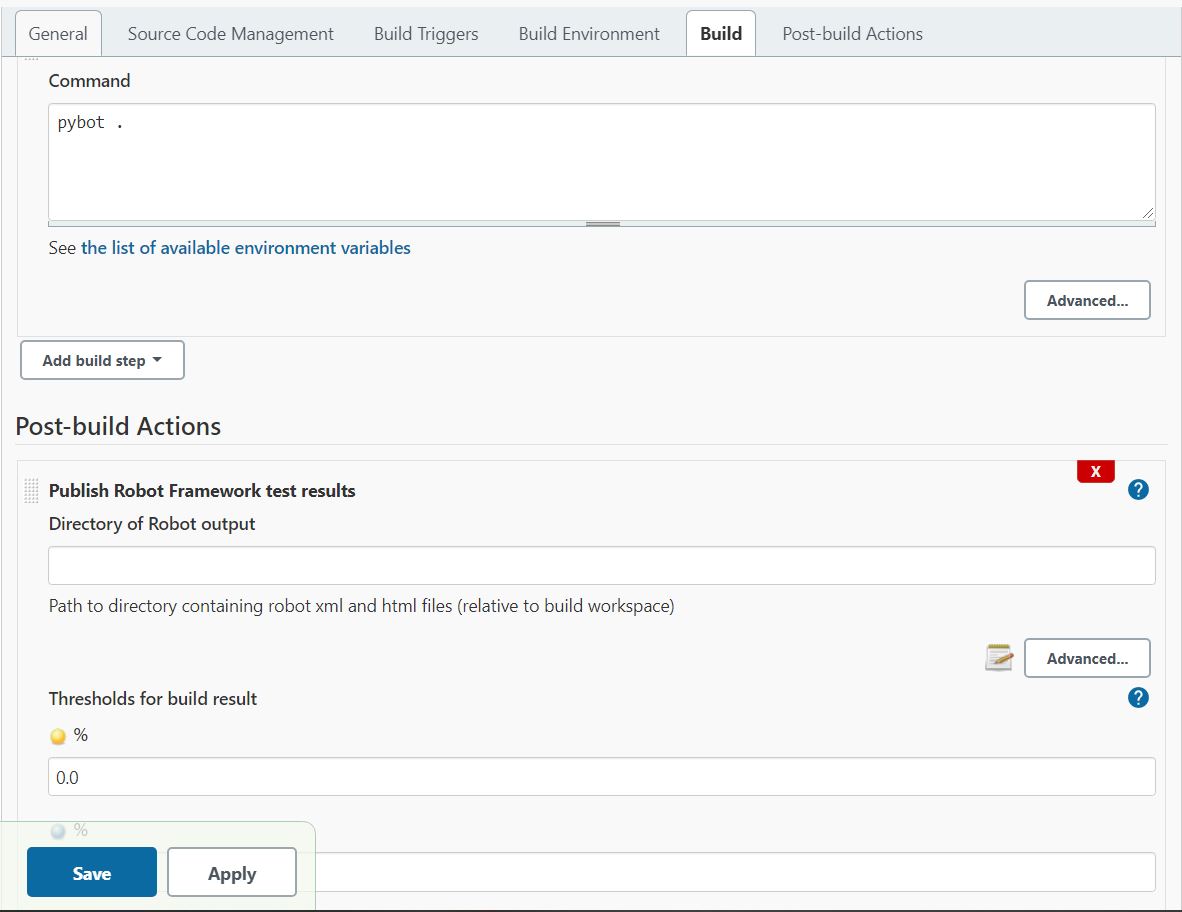 General Source Code Management Build Triggers Build Environment Build Post-build Actions
Command
pybot .
See the list of available environment variables
Advanced...
Add build step
Post-build Actions
X
Publish Robot Framework test results ?
Directory of Robot output
Path to directory containing robot xml and html files (relative to build workspace)
Advanced...
Thresholds for build result ?
%
0.0
%
Save Apply